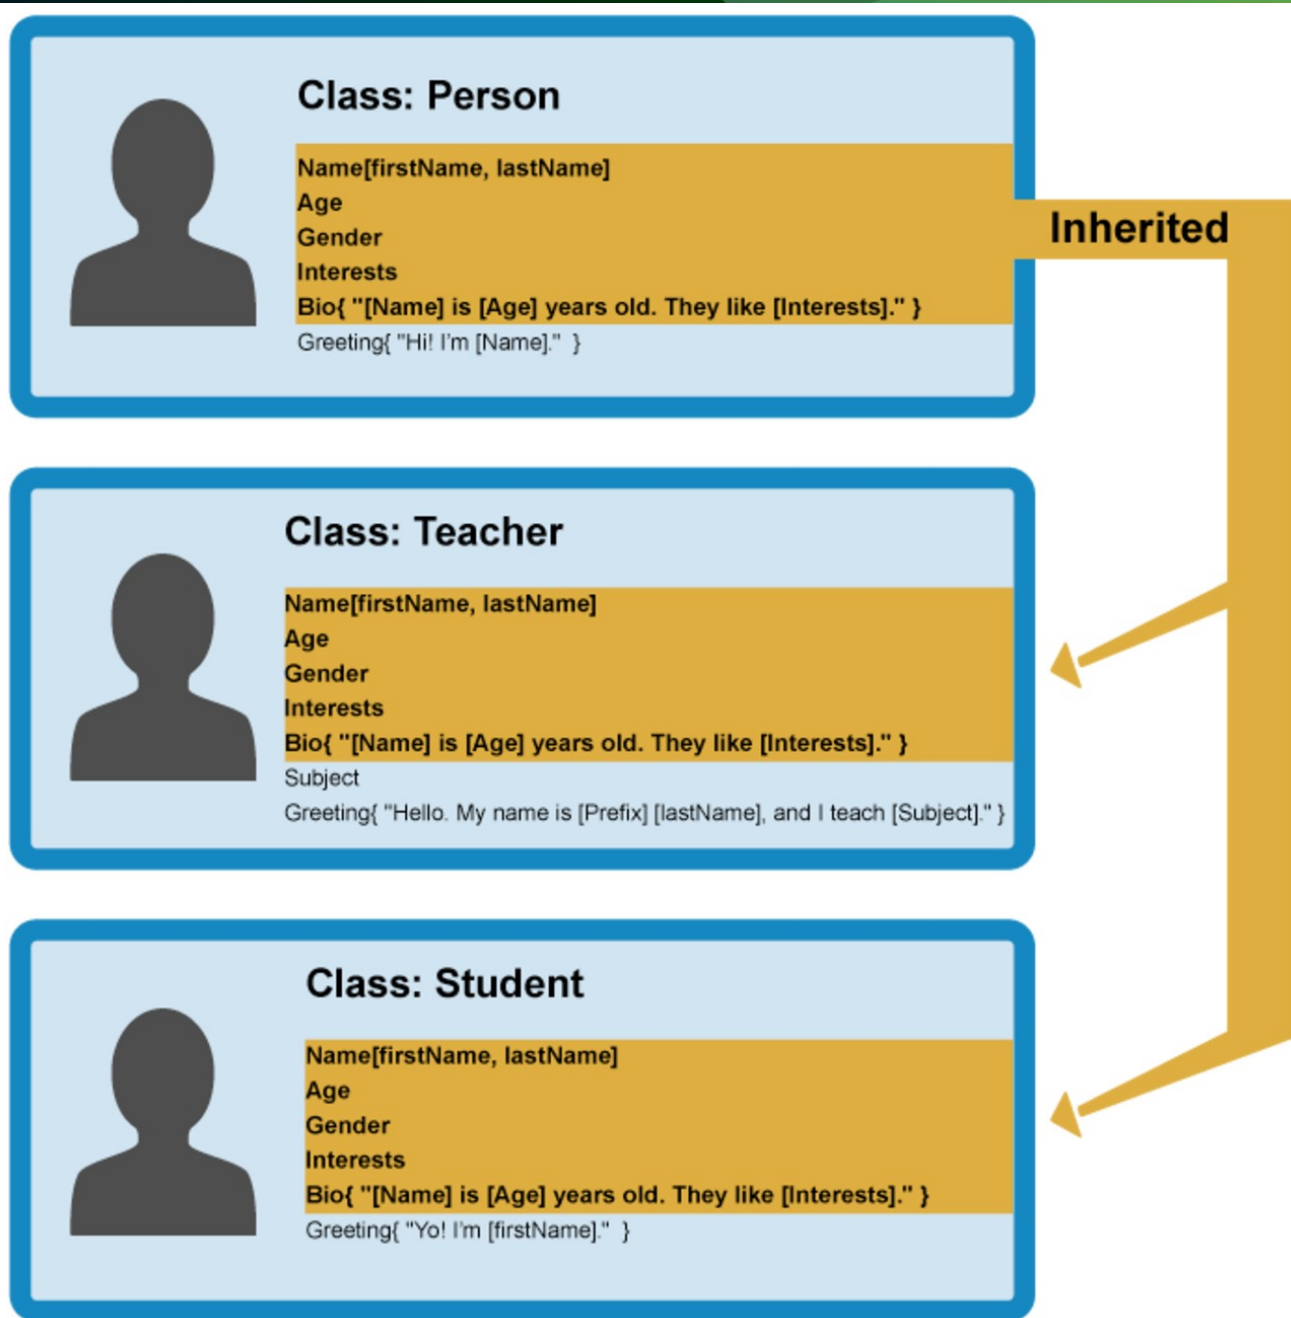 Class: Person
Name[firstName, lastName]
Age
Gender
Interests
Bio{ "[Name] is [Age] years old. They like [Interests]." }
Greeting{ "Hi! I'm [Name]."  }
Inherited
Class: Teacher
Name[firstName, lastName]
Age
Gender
Interests
Bio{ "[Name] is [Age] years old. They like [Interests]." }
Subject
Greeting{ "Hello. My name is [Prefix] [lastName], and I teach [Subject]." }
Class: Student
Name[firstName, lastName]
Age
Gender
Interests
Bio{ "[Name] is [Age] years old. They like [Interests]." }
Greeting{ "Yo! I'm [firstName]."  }